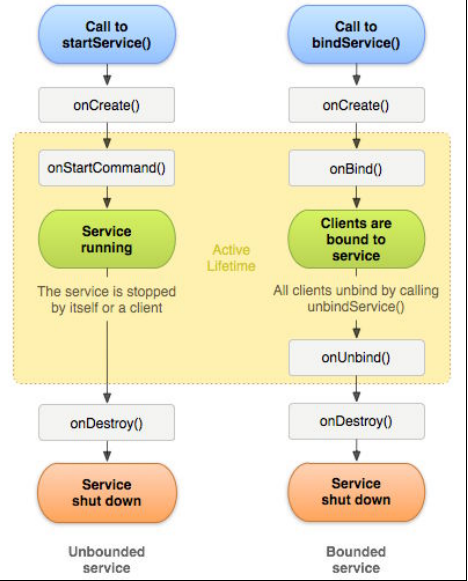 Call to
startService()
onCreate()
onStartCommand()
Service
running
The service is stopped
by itself or a client
onDestroy()
Service
shut down
Unbounded
service
Active
Lifetime
Call to
bindService()
onCreate()
onBind()
Clients are
bound to
service
All clients unbind by calling
unbindService()
onUnbind()
onDestroy()
Service
shut down
Bounded
service